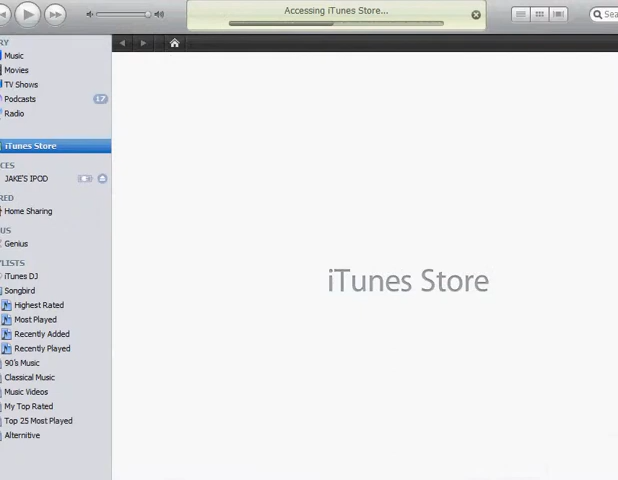 Accessing iTunes Store...
Sea
RY
Music
Movies
TV Shows
Podcasts
17
Radio
iTunes Store
CES
JAKE'S IPOD
RED
Home Sharing
US
Genius
LISTS
iTunes DJ
Songbird
Highest Rated
Most Played
Recently Added
Recently Played
90's Music
Classical Music
Music Videos
My Top Rated
Top 25 Most Played
Alternitive
iTunes Store